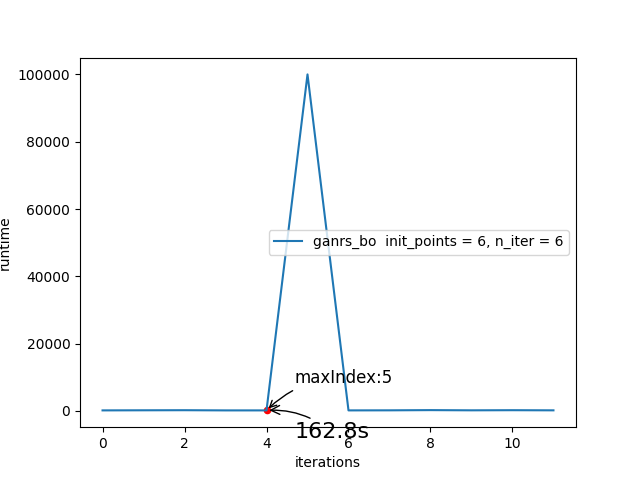 100000
80000
60000
40000
20000
0
runtime
ganrs_bo  init_points = 6, n_iter = 6
maxIndex:5
162.8s
0 2 4 6 8 10
iterations